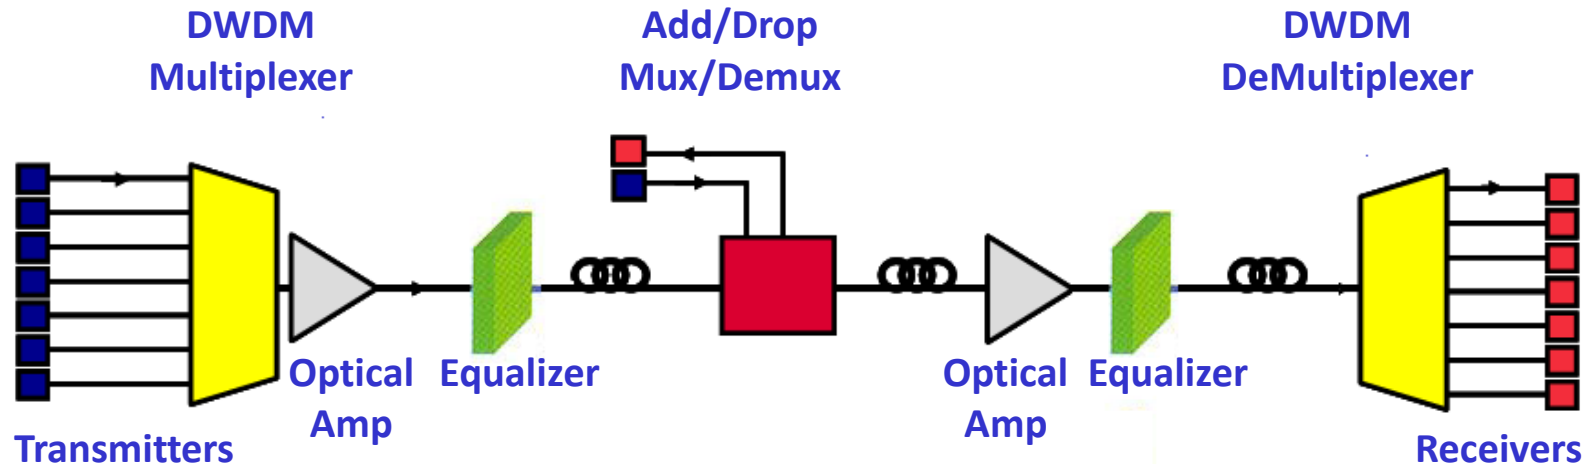 DWDM
Multiplexer
Add/Drop
Mux/Demux
DWDM
DeMultiplexer
Optical
Amp
Equalizer
Optical
Amp
Equalizer
Transmitters
Receivers